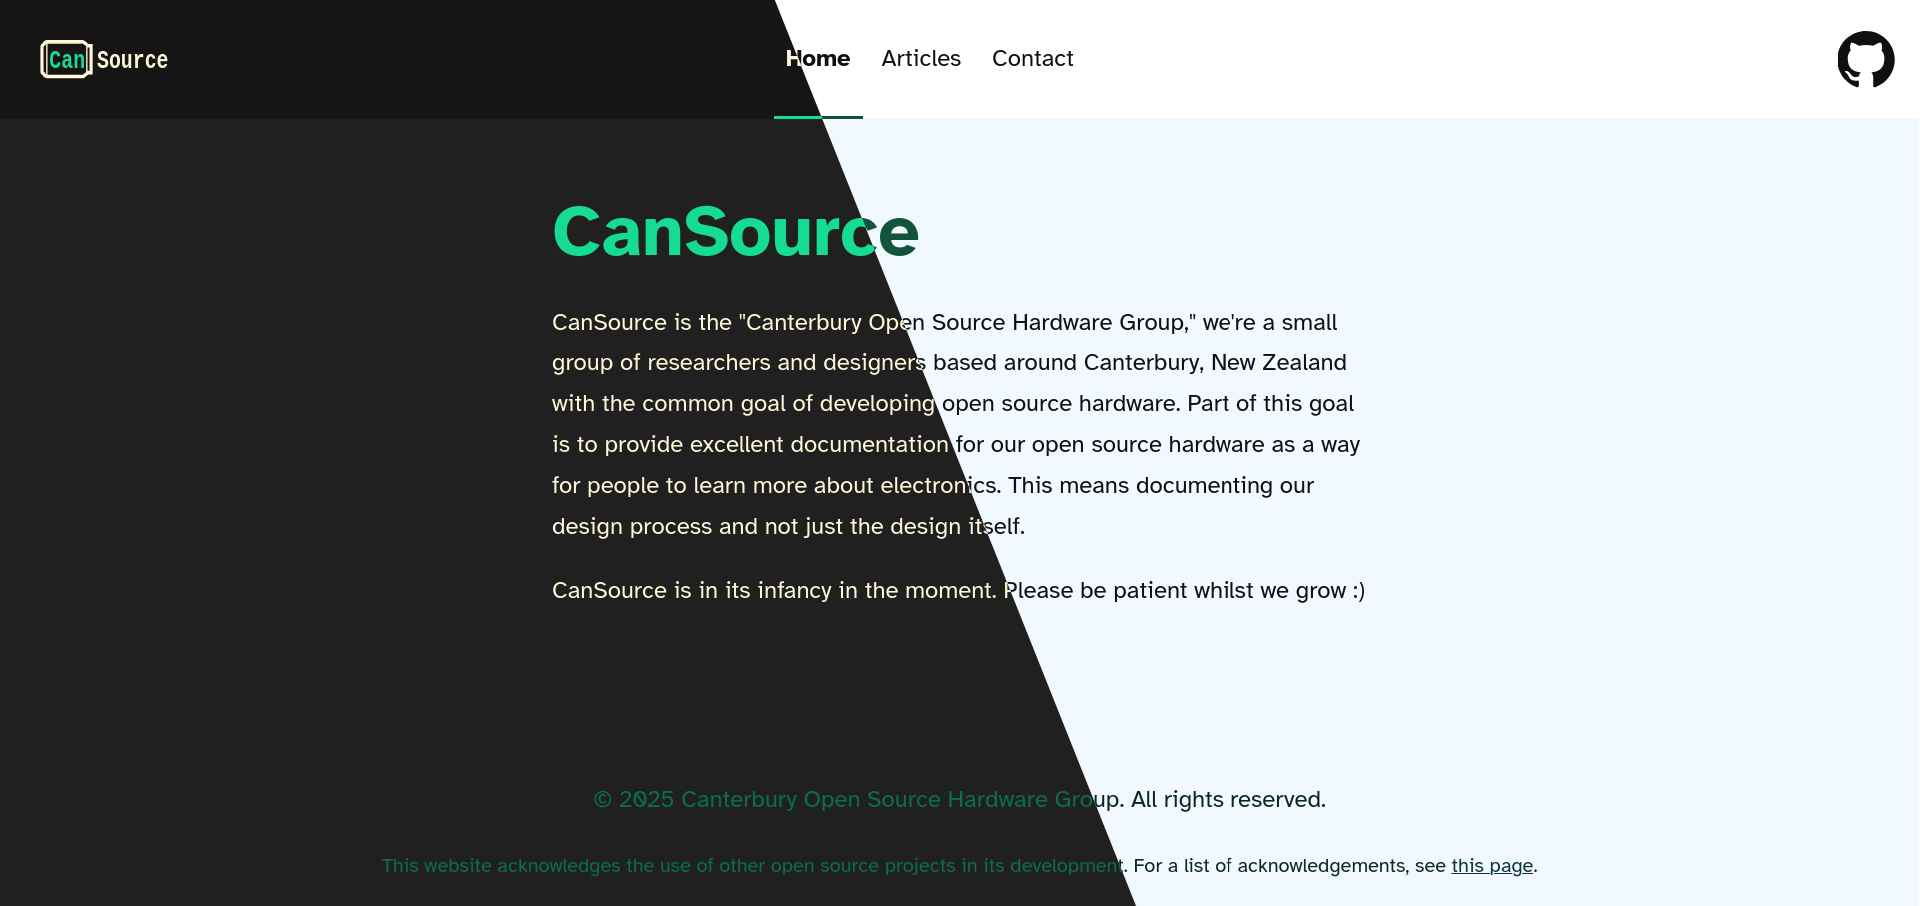 Can Source
Home Articles Contact
CanSource
CanSource is the "Canterbury Open Source Hardware Group," we're a small
group of researchers and designers based around Canterbury, New Zealand
with the common goal of developing open source hardware. Part of this goal
is to provide excellent documentation for our open source hardware as a way
for people to learn more about electronics. This means documenting our
design process and not just the design itself.
CanSource is in its infancy in the moment. Please be patient whilst we grow :)
© 2025 Canterbury Open Source Hardware Group. All rights reserved.
This website acknowledges the use of other open source projects in its development. For a list of acknowledgements, see this page.